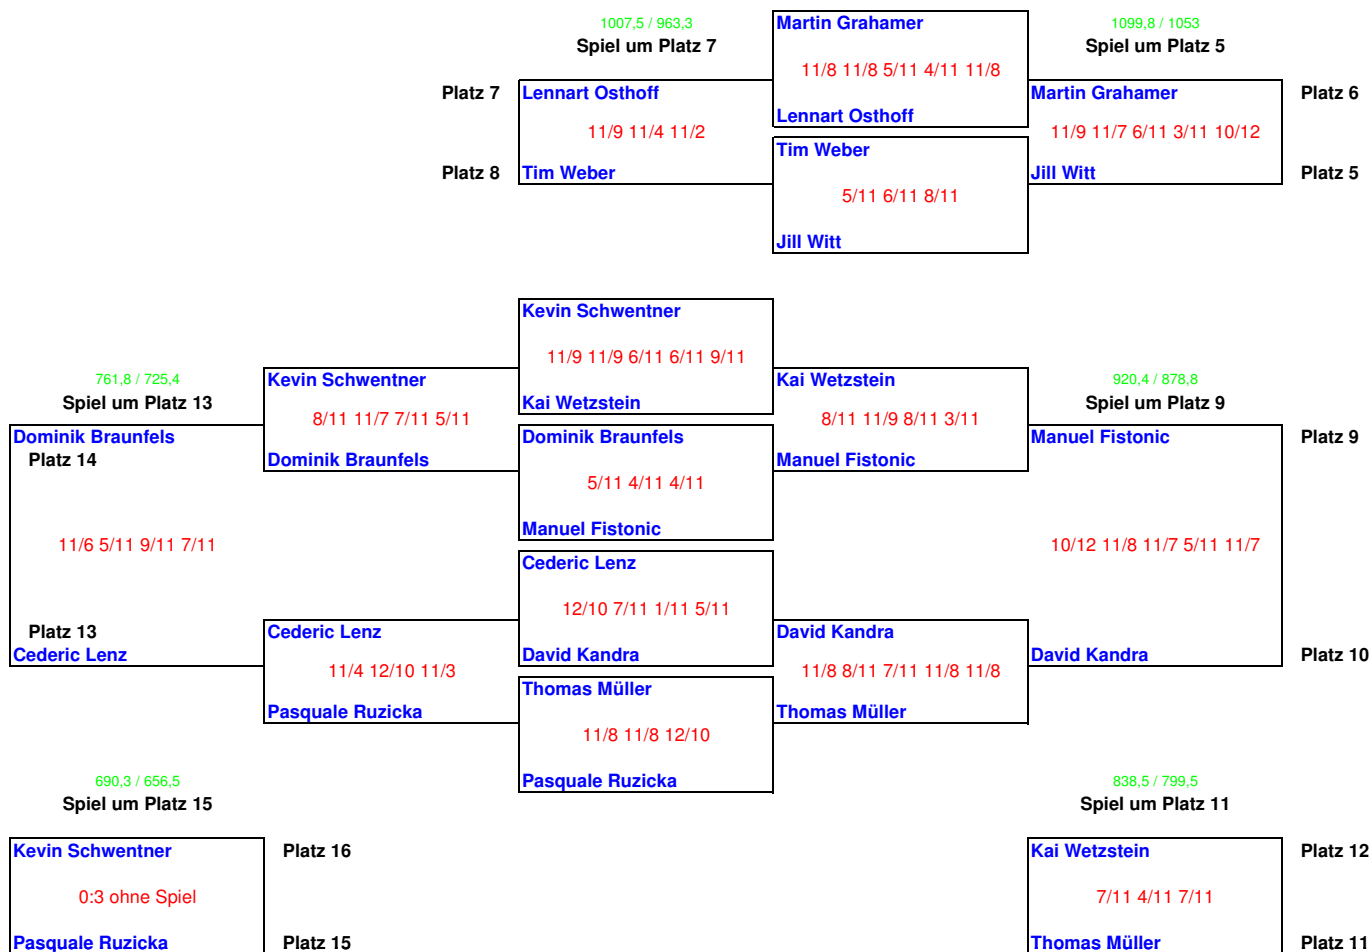 1007,5 / 963,3 Martin Grahamer 1099,8 / 1053
Spiel um Platz 7 Spiel um Platz 5
11/8 11/8 5/11 4/11 11/8
Platz 7 Lennart Osthoff Martin Grahamer Platz 6
Lennart Osthoff
11/9 11/4 11/2 11/9 11/7 6/11 3/11 10/12
Tim Weber
Platz 8 Tim Weber Jill Witt Platz 5
5/11 6/11 8/11
Jill Witt
Kevin Schwentner
11/9 11/9 6/11 6/11 9/11
761,8 / 725,4 Kevin Schwentner Kai Wetzstein 920,4 / 878,8
Spiel um Platz 13 Kai Wetzstein Spiel um Platz 9
8/11 11/7 7/11 5/11 8/11 11/9 8/11 3/11
Dominik Braunfels Dominik Braunfels Manuel Fistonic Platz 9
Platz 14 Dominik Braunfels Manuel Fistonic
5/11 4/11 4/11
Manuel Fistonic
11/6 5/11 9/11 7/11 10/12 11/8 11/7 5/11 11/7
Cederic Lenz
12/10 7/11 1/11 5/11
Platz 13 Cederic Lenz David Kandra
Cederic Lenz David Kandra David Kandra Platz 10
11/4 12/10 11/3 11/8 8/11 7/11 11/8 11/8
Thomas Müller
Pasquale Ruzicka Thomas Müller
11/8 11/8 12/10
690,3 / 656,5 Pasquale Ruzicka 838,5 / 799,5
Spiel um Platz 15 Spiel um Platz 11
Kevin Schwentner Platz 16 Kai Wetzstein Platz 12
0:3 ohne Spiel 7/11 4/11 7/11
Pasquale Ruzicka Platz 15 Thomas Müller Platz 11